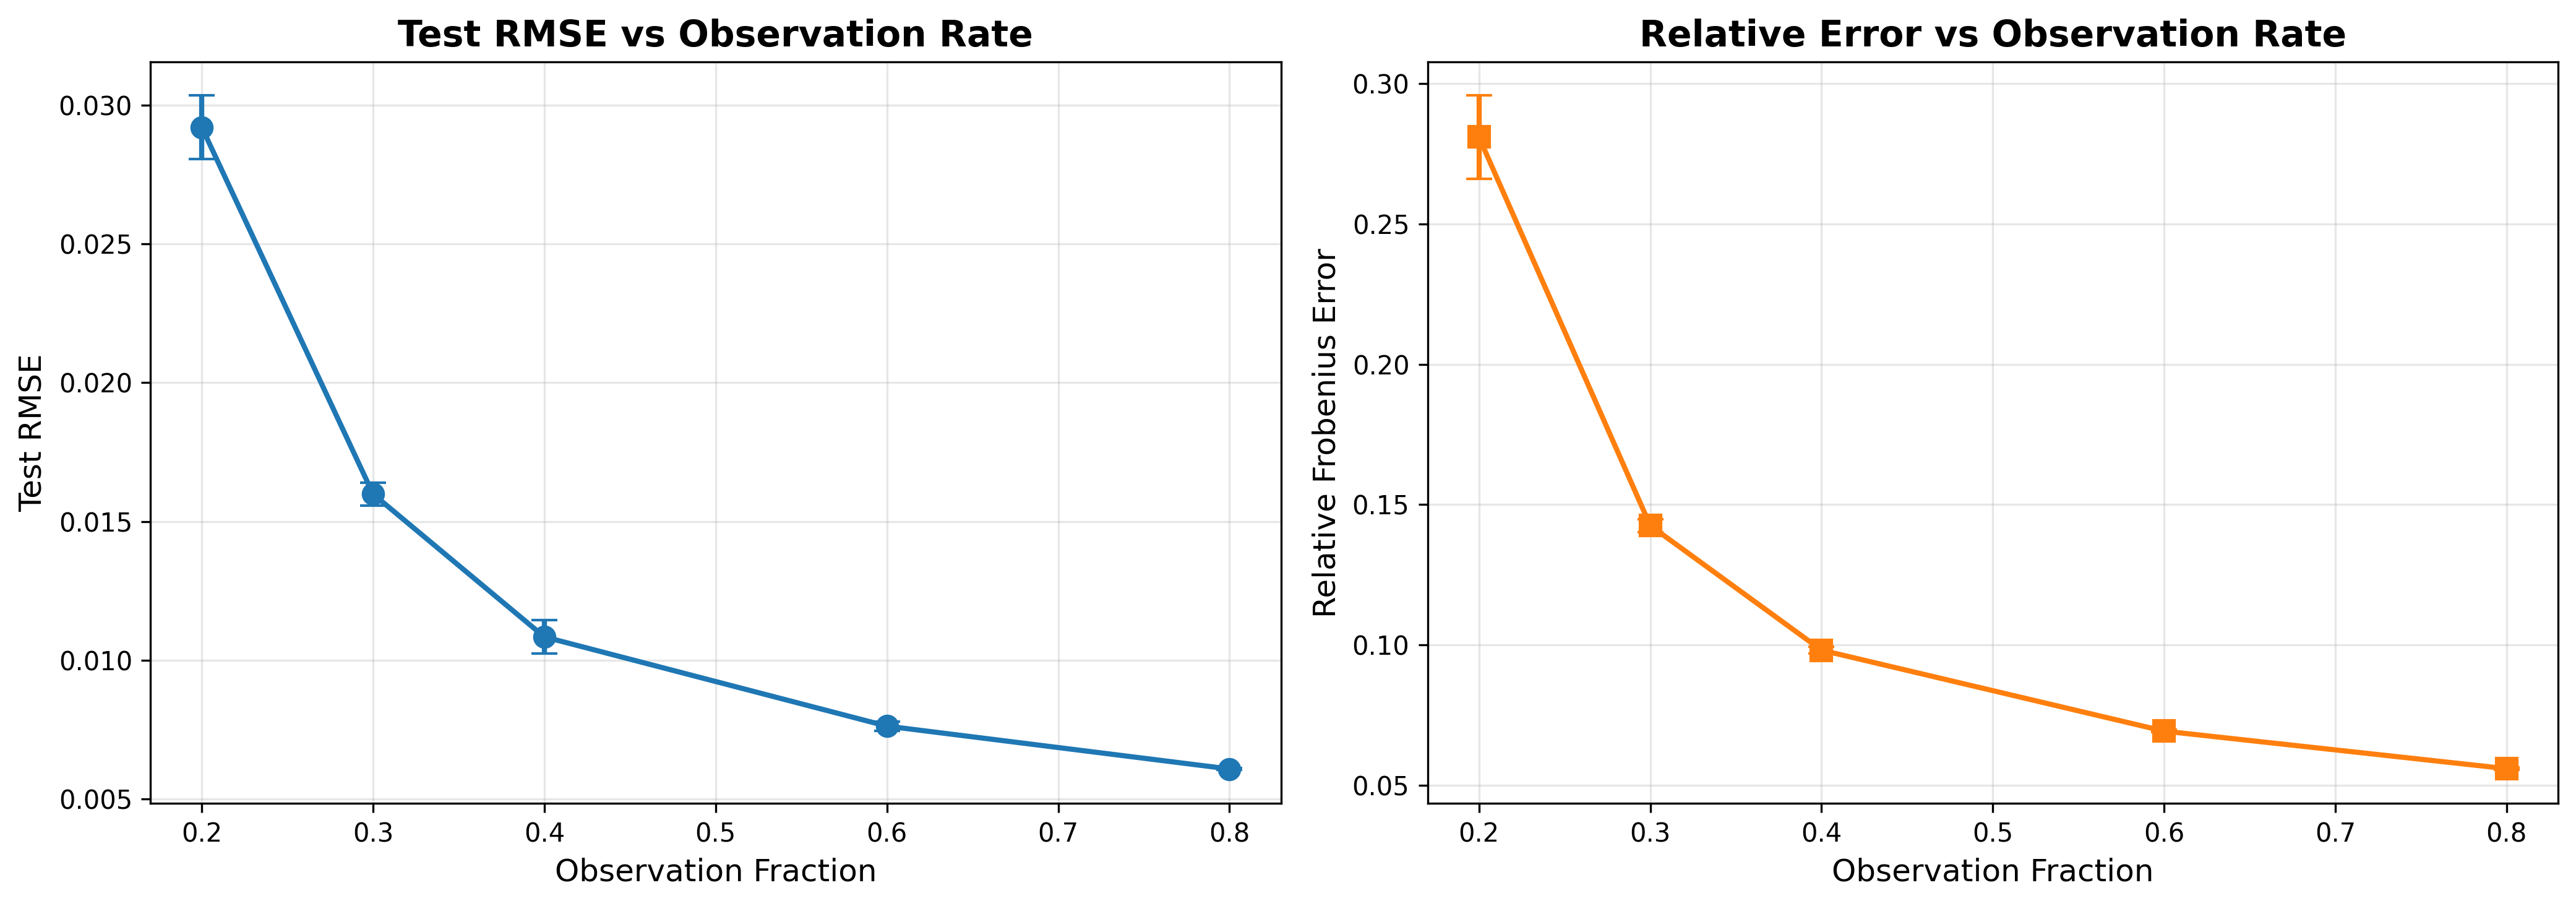 Test RMSE vs Observation Rate
Test RMSE
0.030
0.025
0.020
0.015
0.010
0.005
0.2 0.3 0.4 0.5 0.6 0.7 0.8
Observation Fraction
Relative Error vs Observation Rate
Relative Frobenius Error
0.30
0.25
0.20
0.15
0.10
0.05
0.2 0.3 0.4 0.5 0.6 0.7 0.8
Observation Fraction